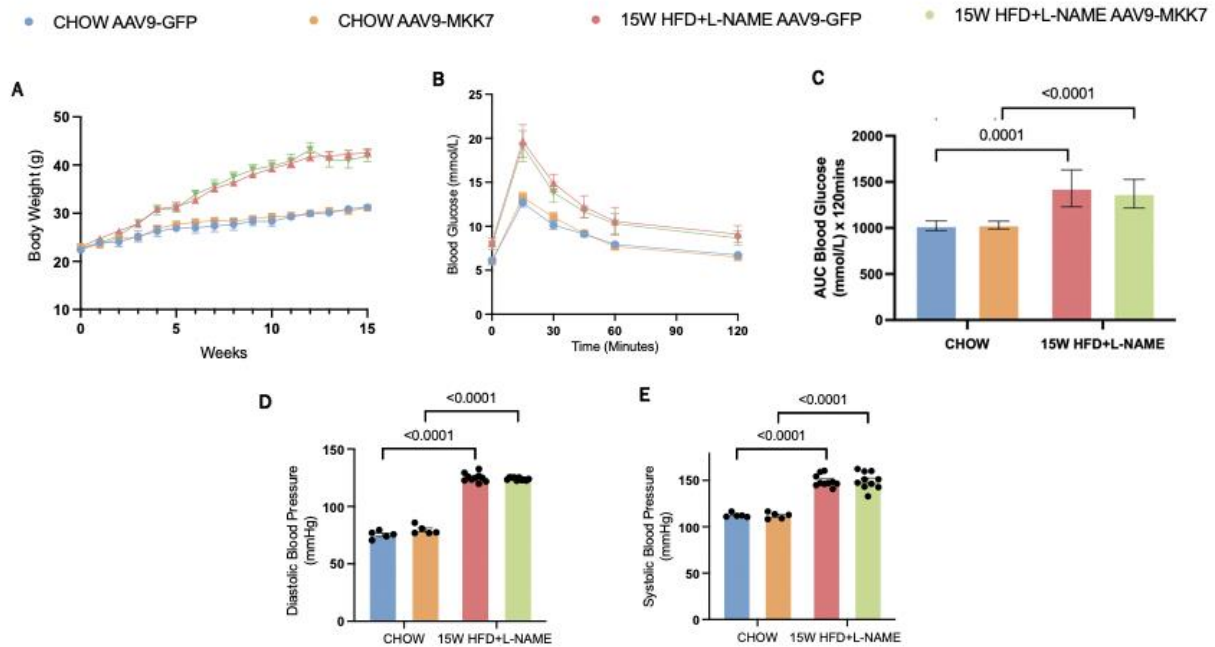 CHOW AAV9-GFP
CHOW AAV9-MKK7
15W HFD+L-NAME AAV9-GFP
15W HFD+L-NAME AAV9-MKK7
A
Body Weight (g)
50
40
30
20
10
0
5
10
15
Weeks
B
Blood Glucose (mmol/L)
25
20
15
10
5
0
0
30
60
90
120
Time (Minutes)
C
<0.0001
0.0001
AUC Blood Glucose
(mmol/L) x 120mins
2000
1500
1000
500
0
CHOW
15W HFD+L-NAME
D
<0.0001
<0.0001
Diastolic Blood Pressure
(mmHg)
150
100
50
0
CHOW
15W HFD+L-NAME
E
<0.0001
<0.0001
Systolic Blood Pressure
(mmHg)
150
100
50
0
CHOW
15W HFD+L-NAME